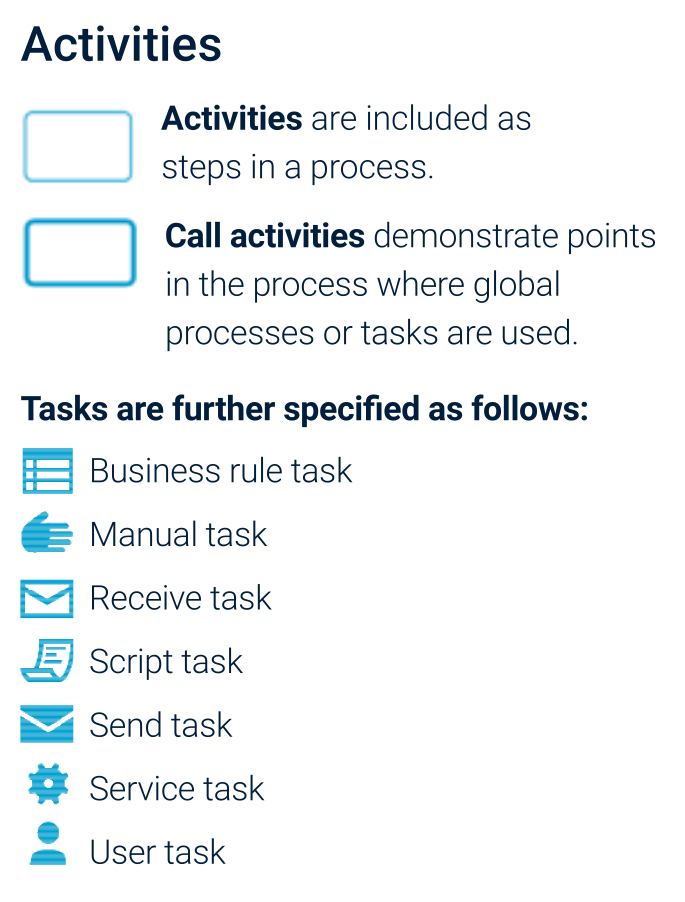 Activities
Activities are included as
steps in a process.
Call activities demonstrate points
in the process where global
processes or tasks are used.
Tasks are further specified as follows:
Business rule task
Manual task
Receive task
Script task
Send task
Service task
User task